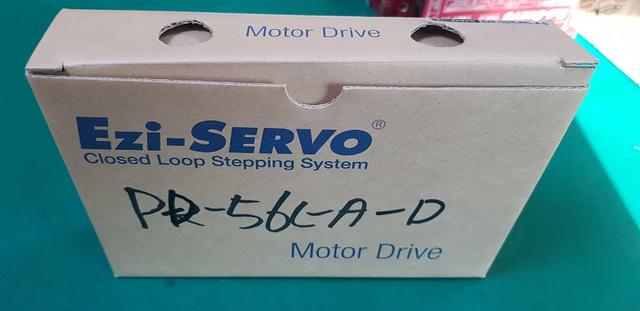 Motor Drive
Ezi-SERVO®
Closed Loop Stepping System
PR-56L-A-D
Motor Drive